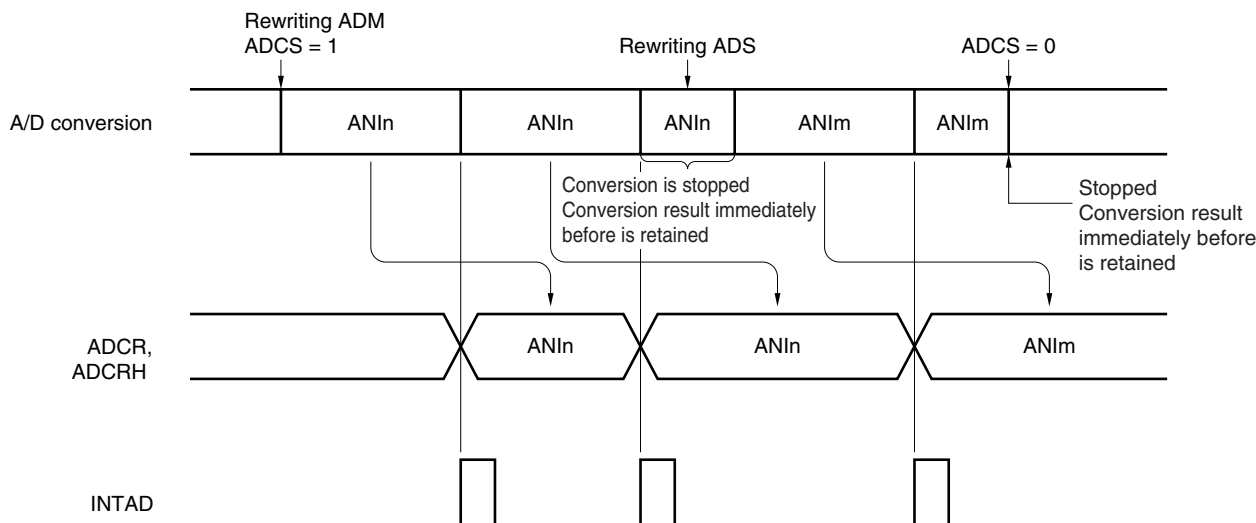 Rewriting ADM
ADCS = 1
Rewriting ADS
ADCS = 0
A/D conversion
ANIn
ANIn
ANIn
ANIm
ANIm
Conversion is stopped
Conversion result immediately
before is retained
Stopped
Conversion result
immediately before
is retained
ADCR,
ADCRH
ANIn
ANIn
ANIm
INTAD